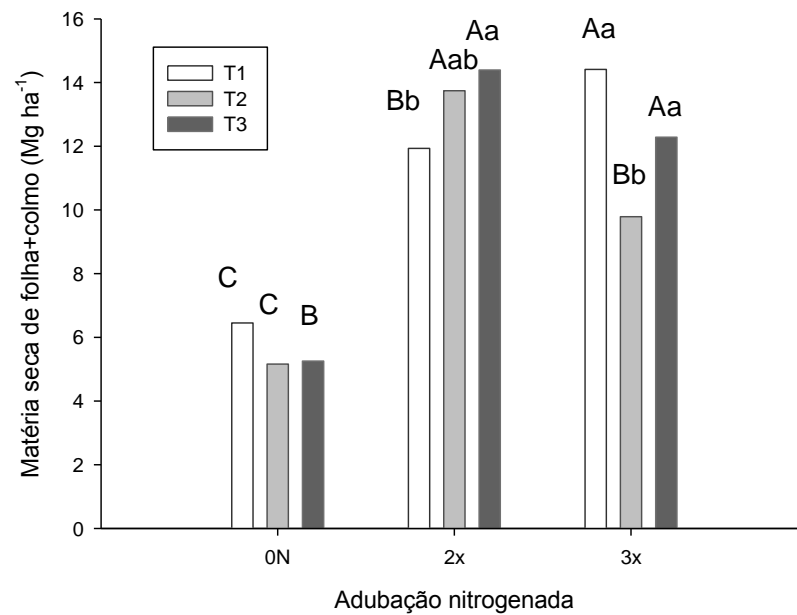 Matéria seca de folha+colmo (Mg ha⁻¹)
16
14
12
10
8
6
4
2
0
T1
T2
T3
C
C
B
Bb
Aab
Aa
Aa
Bb
Aa
0N
2x
3x
Adubação nitrogenada